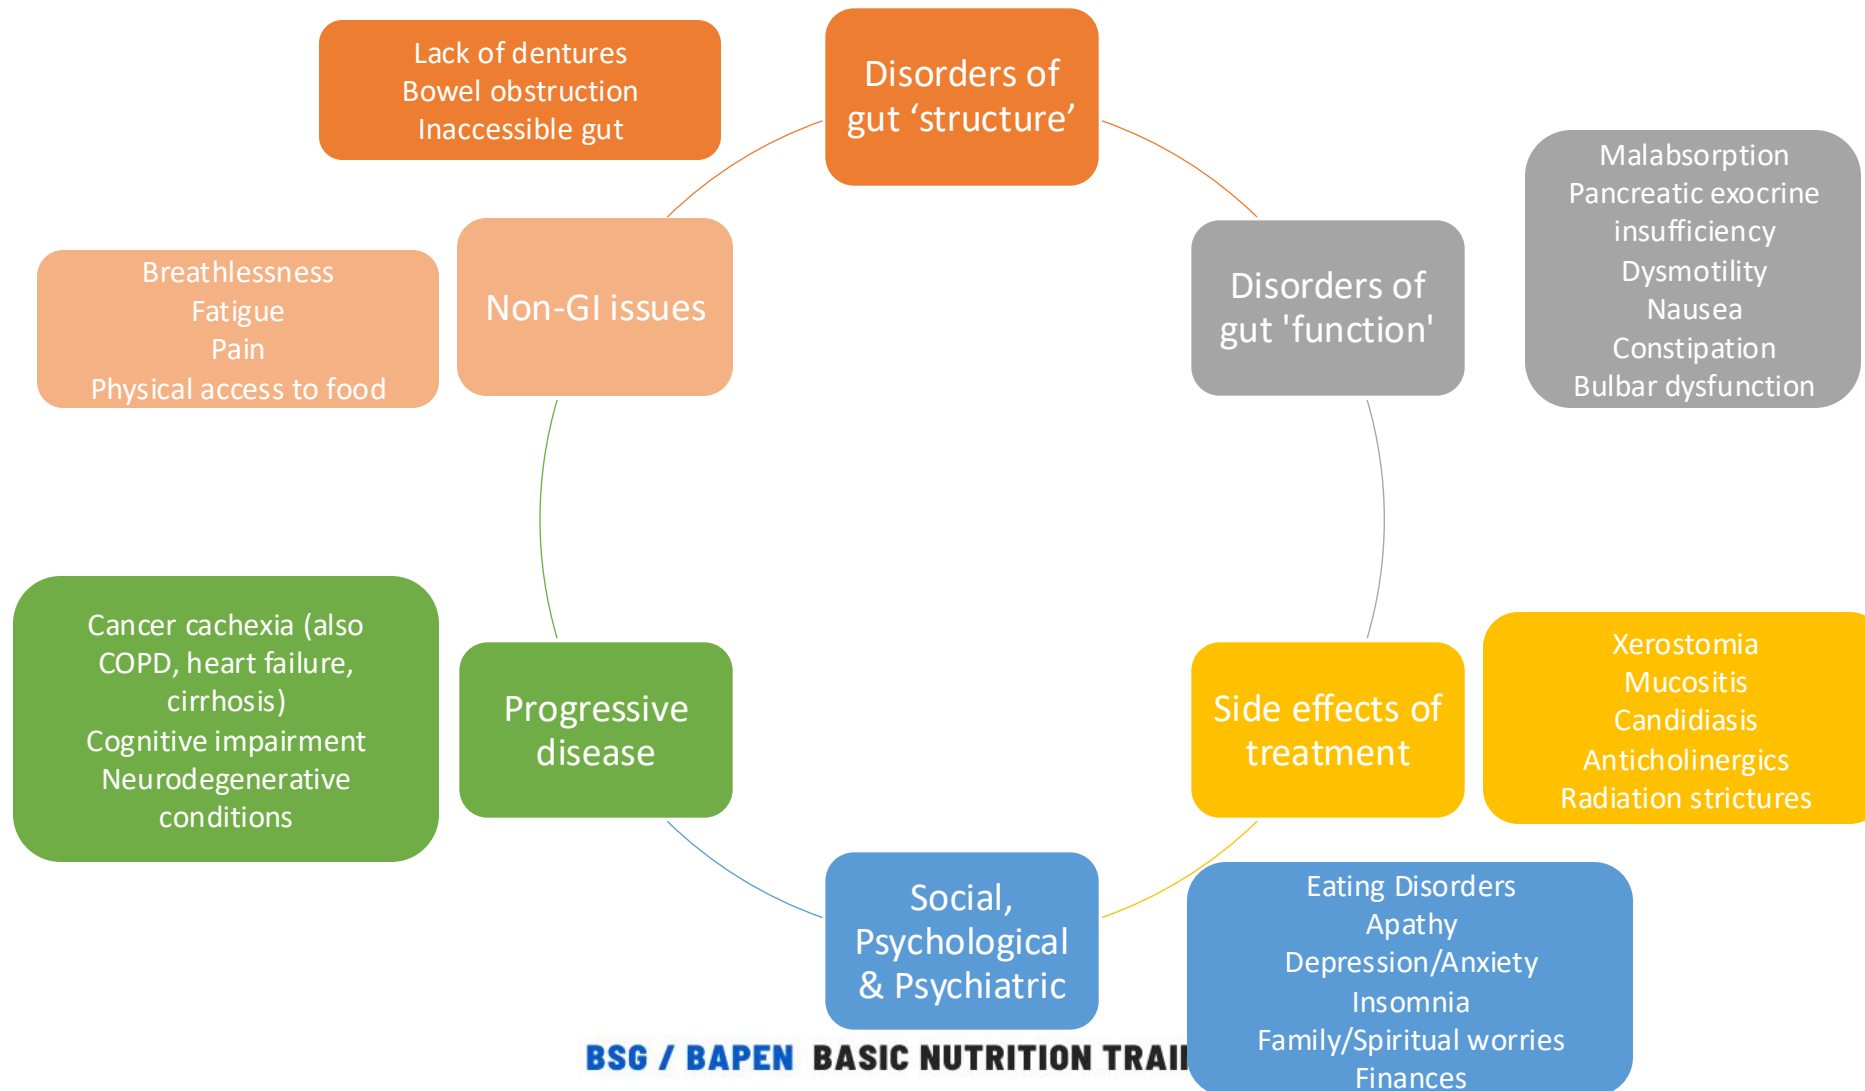 Lack of dentures
Bowel obstruction
Inaccessible gut
Disorders of
gut ‘structure’
Malabsorption
Pancreatic exocrine
insufficiency
Dysmotility
Nausea
Constipation
Bulbar dysfunction
Disorders of
gut 'function'
Breathlessness
Fatigue
Pain
Physical access to food
Non-GI issues
Cancer cachexia (also
COPD, heart failure,
cirrhosis)
Cognitive impairment
Neurodegenerative
conditions
Progressive
disease
Side effects of
treatment
Xerostomia
Mucositis
Candidiasis
Anticholinergics
Radiation strictures
Social,
Psychological
& Psychiatric
Eating Disorders
Apathy
Depression/Anxiety
Insomnia
Family/Spiritual worries
Finances
BSG / BAPEN BASIC NUTRITION